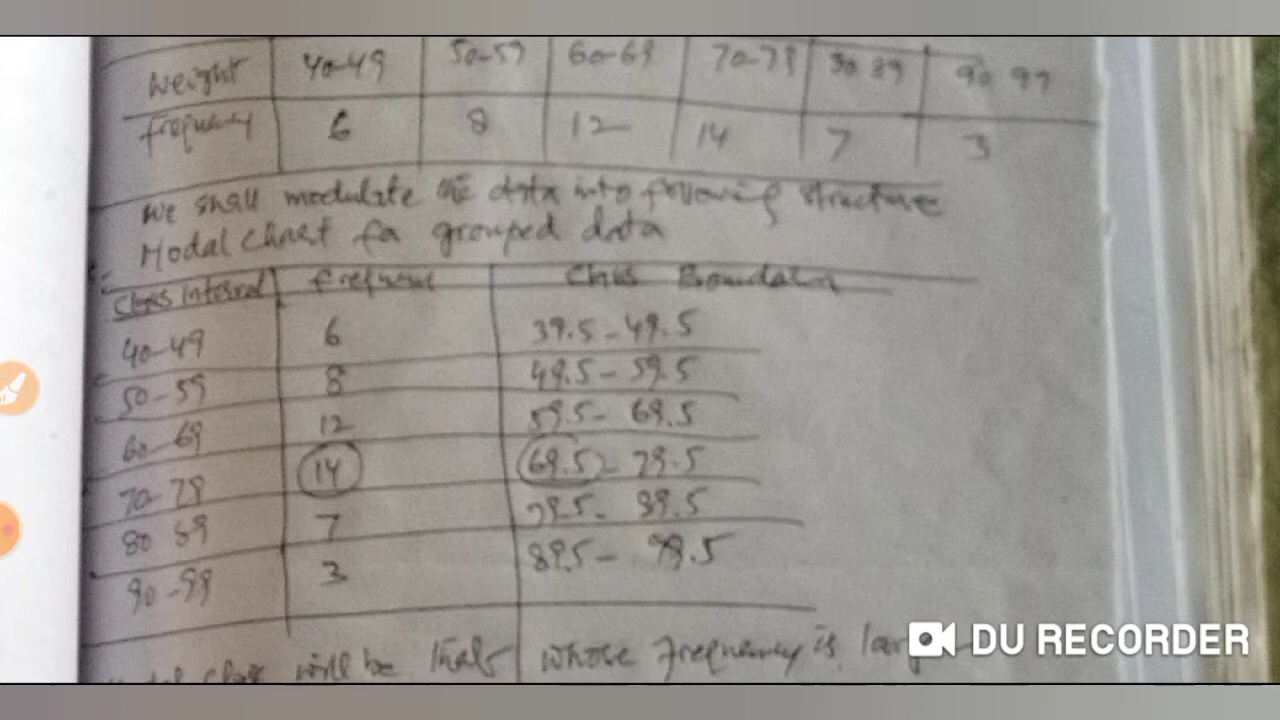 Weight 40-49 50-59 60-69 70-79 80 89 90 99
frequency 6 8 12 14 7 3
We shall modulate the data into following structure
Modal Chart for grouped data
Class Interval frequent Class Boundary
40-49 6 39.5-49.5
50-59 8 49.5-59.5
60-69 12 59.5-69.5
70-79 14 69.5-79.5
80 89 7 79.5-89.5
90-99 3 89.5-99.5
class will be that whose frequency is
DU RECORDER